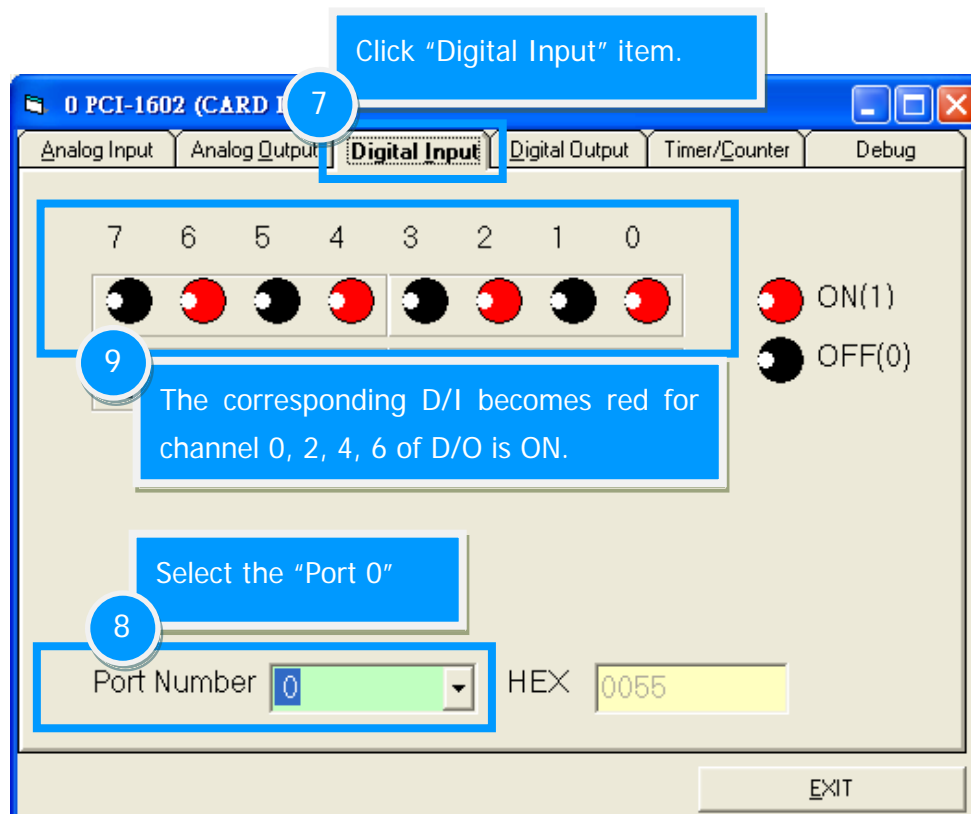 Click “Digital Input” item.
7
0 PCI-1602 (CARD
Analog Input Analog Output Digital Input Digital Output Timer/Counter Debug
7 6 5 4 3 2 1 0
ON(1)
OFF(0)
9
The corresponding D/I becomes red for
channel 0, 2, 4, 6 of D/O is ON.
Select the “Port 0”
8
Port Number 0 HEX 0055
EXIT